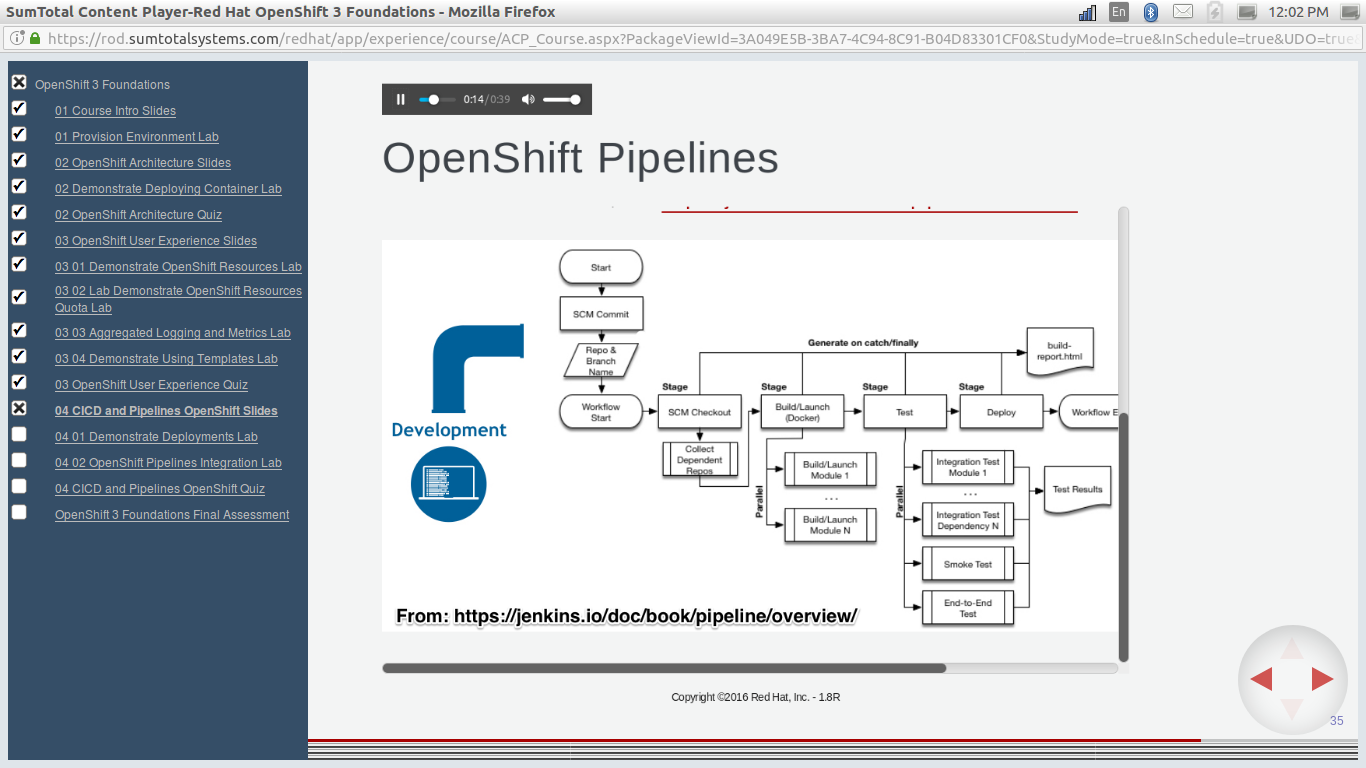 SumTotal Content Player-Red Hat OpenShift 3 Foundations - Mozilla Firefox
En
12:02 PM
https://rod.sumtotalsystems.com/redhat/app/experience/course/ACP_Course.aspx?PackageViewId=3A049E5B-3BA7-4C94-8C91-B04D83301CF0&StudyMode=true&InSchedule=true&UDO=true
OpenShift 3 Foundations
01 Course Intro Slides
01 Provision Environment Lab
02 OpenShift Architecture Slides
02 Demonstrate Deploying Container Lab
02 OpenShift Architecture Quiz
03 OpenShift User Experience Slides
03 01 Demonstrate OpenShift Resources Lab
03 02 Lab Demonstrate OpenShift Resources
Quota Lab
03 03 Aggregated Logging and Metrics Lab
03 04 Demonstrate Using Templates Lab
03 OpenShift User Experience Quiz
04 CICD and Pipelines OpenShift Slides
04 01 Demonstrate Deployments Lab
04 02 OpenShift Pipelines Integration Lab
04 CICD and Pipelines OpenShift Quiz
OpenShift 3 Foundations Final Assessment
0:14/0:39
OpenShift Pipelines
Start
SCM Commit
Repo &
Branch
Name
Workflow
Start
Development
Generate on catch/finally
build-
report.html
Stage
SCM Checkout
Collect
Dependent
Repos
Stage
Build/Launch
(Docker)
Parallel
Build/Launch
Module 1
...
Build/Launch
Module N
Stage
Test
Parallel
Integration Test
Module 1
...
Integration Test
Dependency N
Smoke Test
End-to-End
Test
Test Results
Stage
Deploy
Workflow E
From: https://jenkins.io/doc/book/pipeline/overview/
Copyright ©2016 Red Hat, Inc. - 1.8R
35